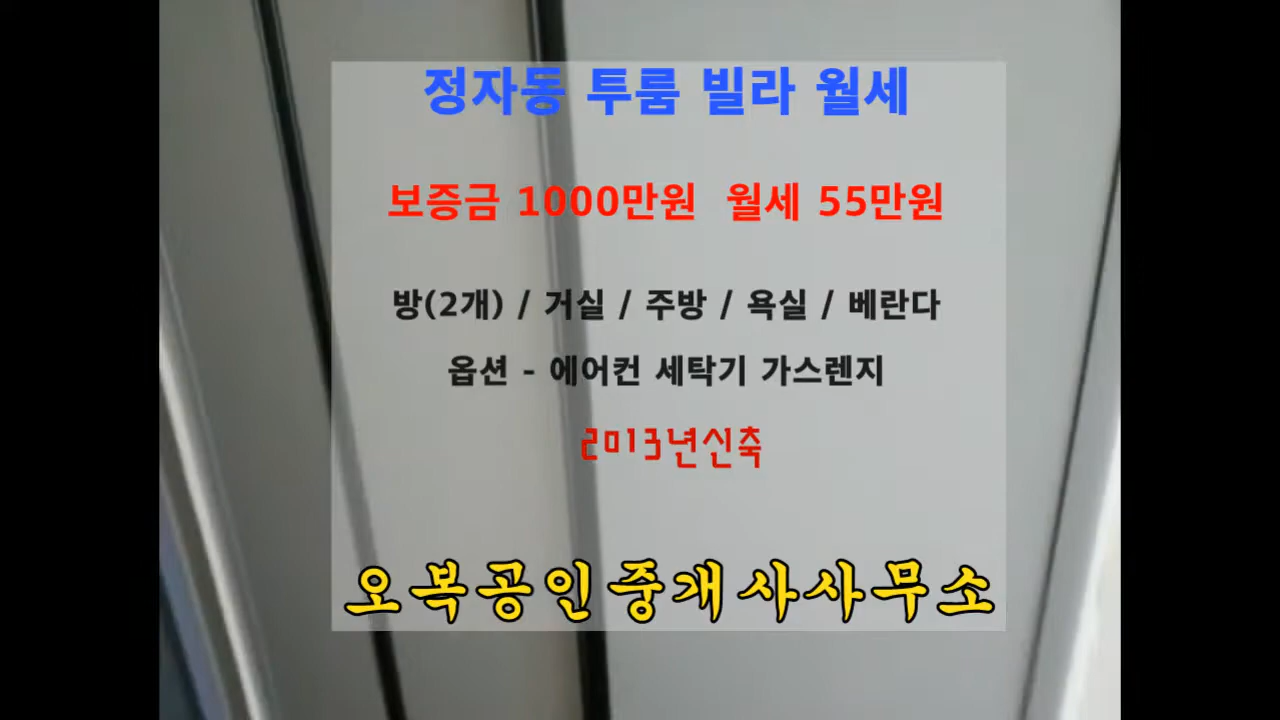 정자동 투룸 빌라 월세
보증금 1000만원 월세 55만원
방(2개) / 거실 / 주방 / 욕실 / 베란다
옵션 - 에어컨 세탁기 가스렌지
2013년신축
오복공인중개사사무소